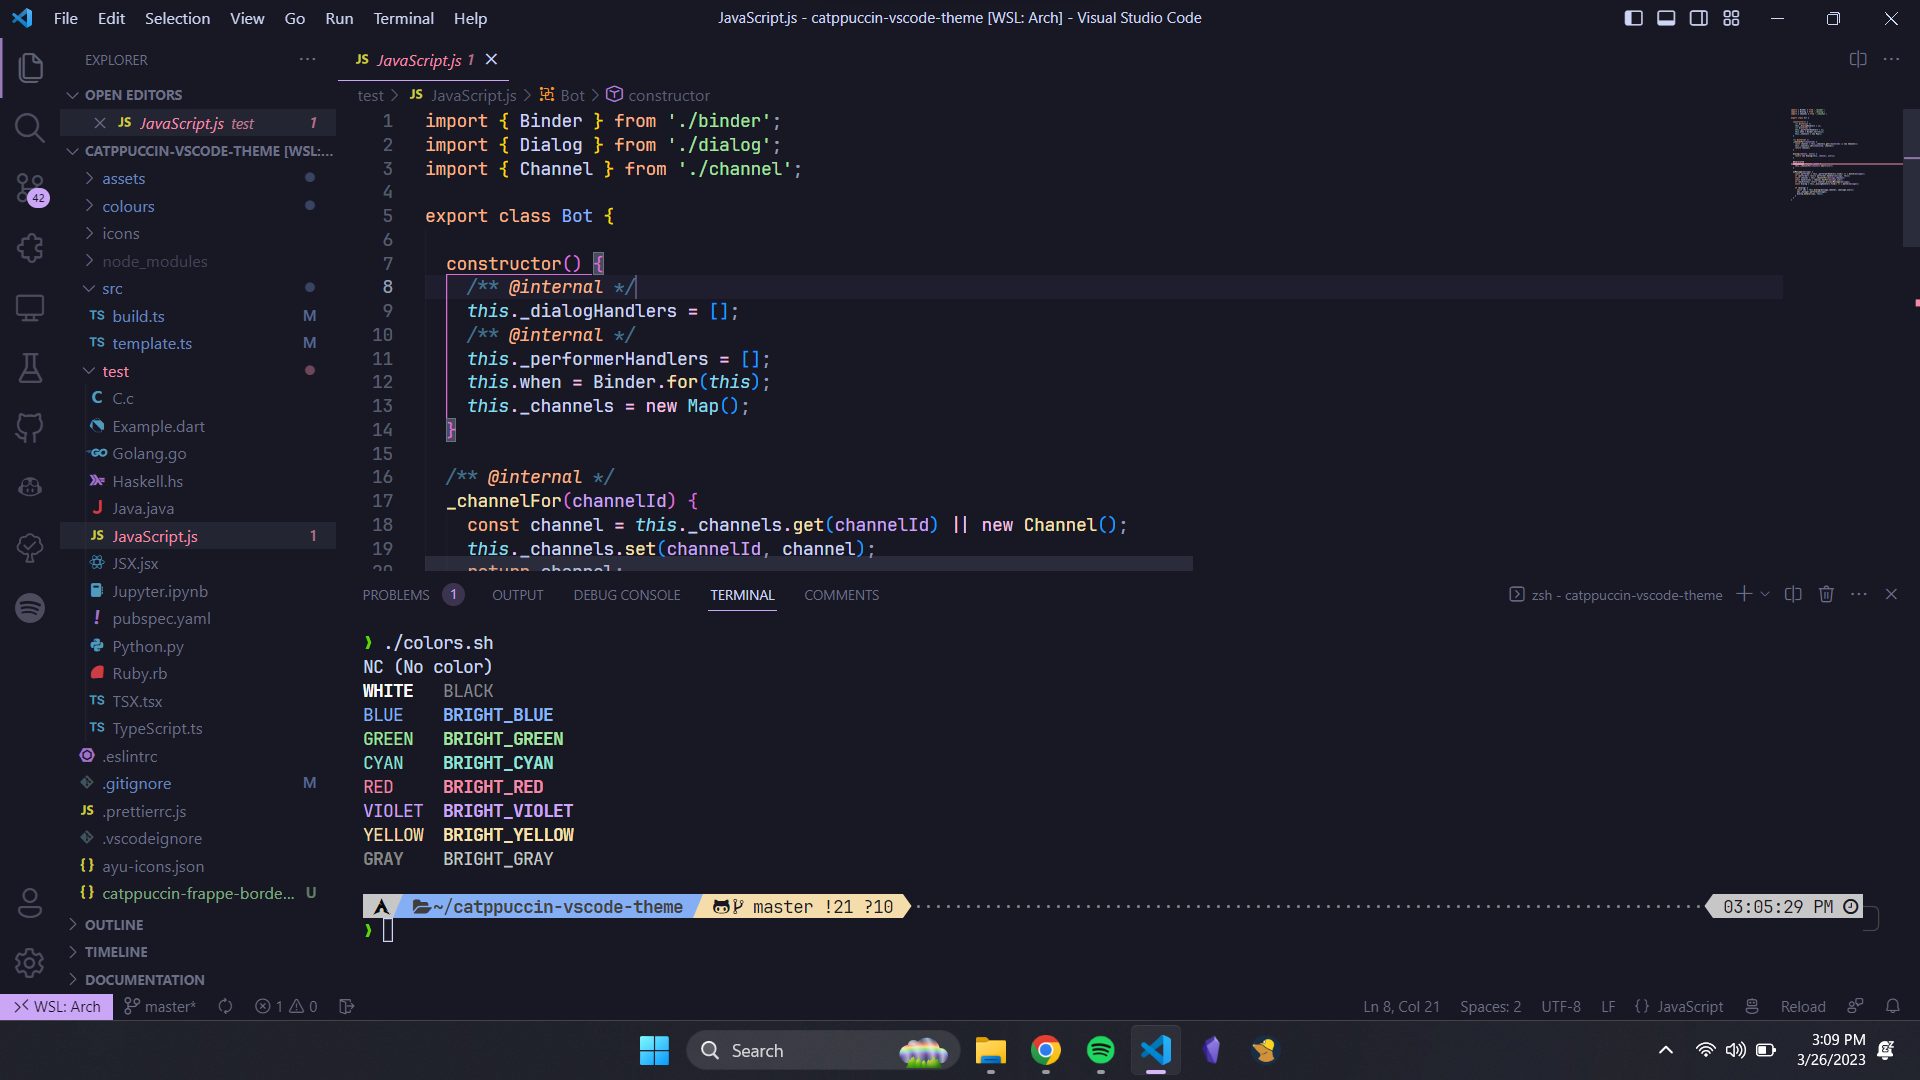 File Edit Selection View Go Run Terminal Help
JavaScript.js - catppuccin-vscode-theme [WSL: Arch] - Visual Studio Code
EXPLORER
OPEN EDITORS
JS JavaScript.js test 1
CATPPUCCIN-VSCODE-THEME [WSL:...
assets
colours
icons
node_modules
src
TS build.ts M
TS template.ts M
test
C C.c
Example.dart
GO Golang.go
Haskell.hs
J Java.java
JS JavaScript.js 1
JSX.jsx
Jupyter.ipynb
! pubspec.yaml
Python.py
Ruby.rb
TS TSX.tsx
TS TypeScript.ts
.eslintrc
.gitignore M
JS .prettierrc.js
.vscodeignore
{} ayu-icons.json
{} catppuccin-frappe-borde... U
OUTLINE
TIMELINE
DOCUMENTATION
42
JS JavaScript.js 1
test > JS JavaScript.js > Bot > constructor
1 import { Binder } from './binder';
2 import { Dialog } from './dialog';
3 import { Channel } from './channel';
4
5 export class Bot {
6
7 constructor() {
8 /** @internal */
9 this._dialogHandlers = [];
10 /** @internal */
11 this._performerHandlers = [];
12 this.when = Binder.for(this);
13 this._channels = new Map();
14 }
15
16 /** @internal */
17 _channelFor(channelId) {
18 const channel = this._channels.get(channelId) || new Channel();
19 this._channels.set(channelId, channel);
20 return channel;
PROBLEMS 1 OUTPUT DEBUG CONSOLE TERMINAL COMMENTS
zsh - catppuccin-vscode-theme
❯ ./colors.sh
NC (No color)
WHITE BLACK
BLUE BRIGHT_BLUE
GREEN BRIGHT_GREEN
CYAN BRIGHT_CYAN
RED BRIGHT_RED
VIOLET BRIGHT_VIOLET
YELLOW BRIGHT_YELLOW
GRAY BRIGHT_GRAY
~/catppuccin-vscode-theme master !21 ?10 03:05:29 PM
❯
WSL: Arch master* 1 0
Ln 8, Col 21 Spaces: 2 UTF-8 LF {} JavaScript Reload
Search
3:09 PM
3/26/2023